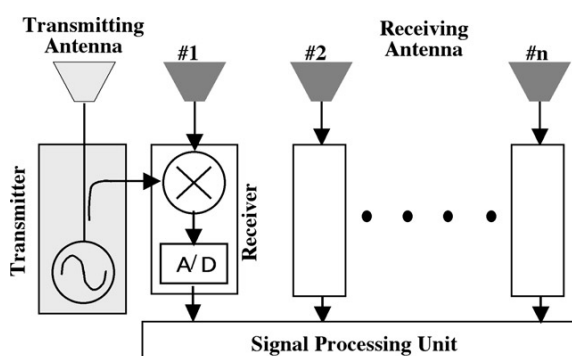 Transmitting
Antenna
#1
#2
Receiving
Antenna
#n
Transmitter
Receiver
A/D
Signal Processing Unit